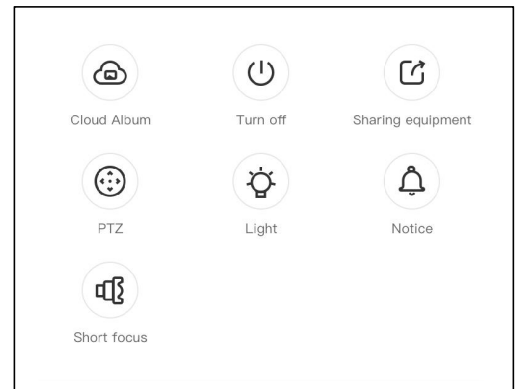 Cloud Album
Turn off
Sharing equipment
PTZ
Light
Notice
Short focus